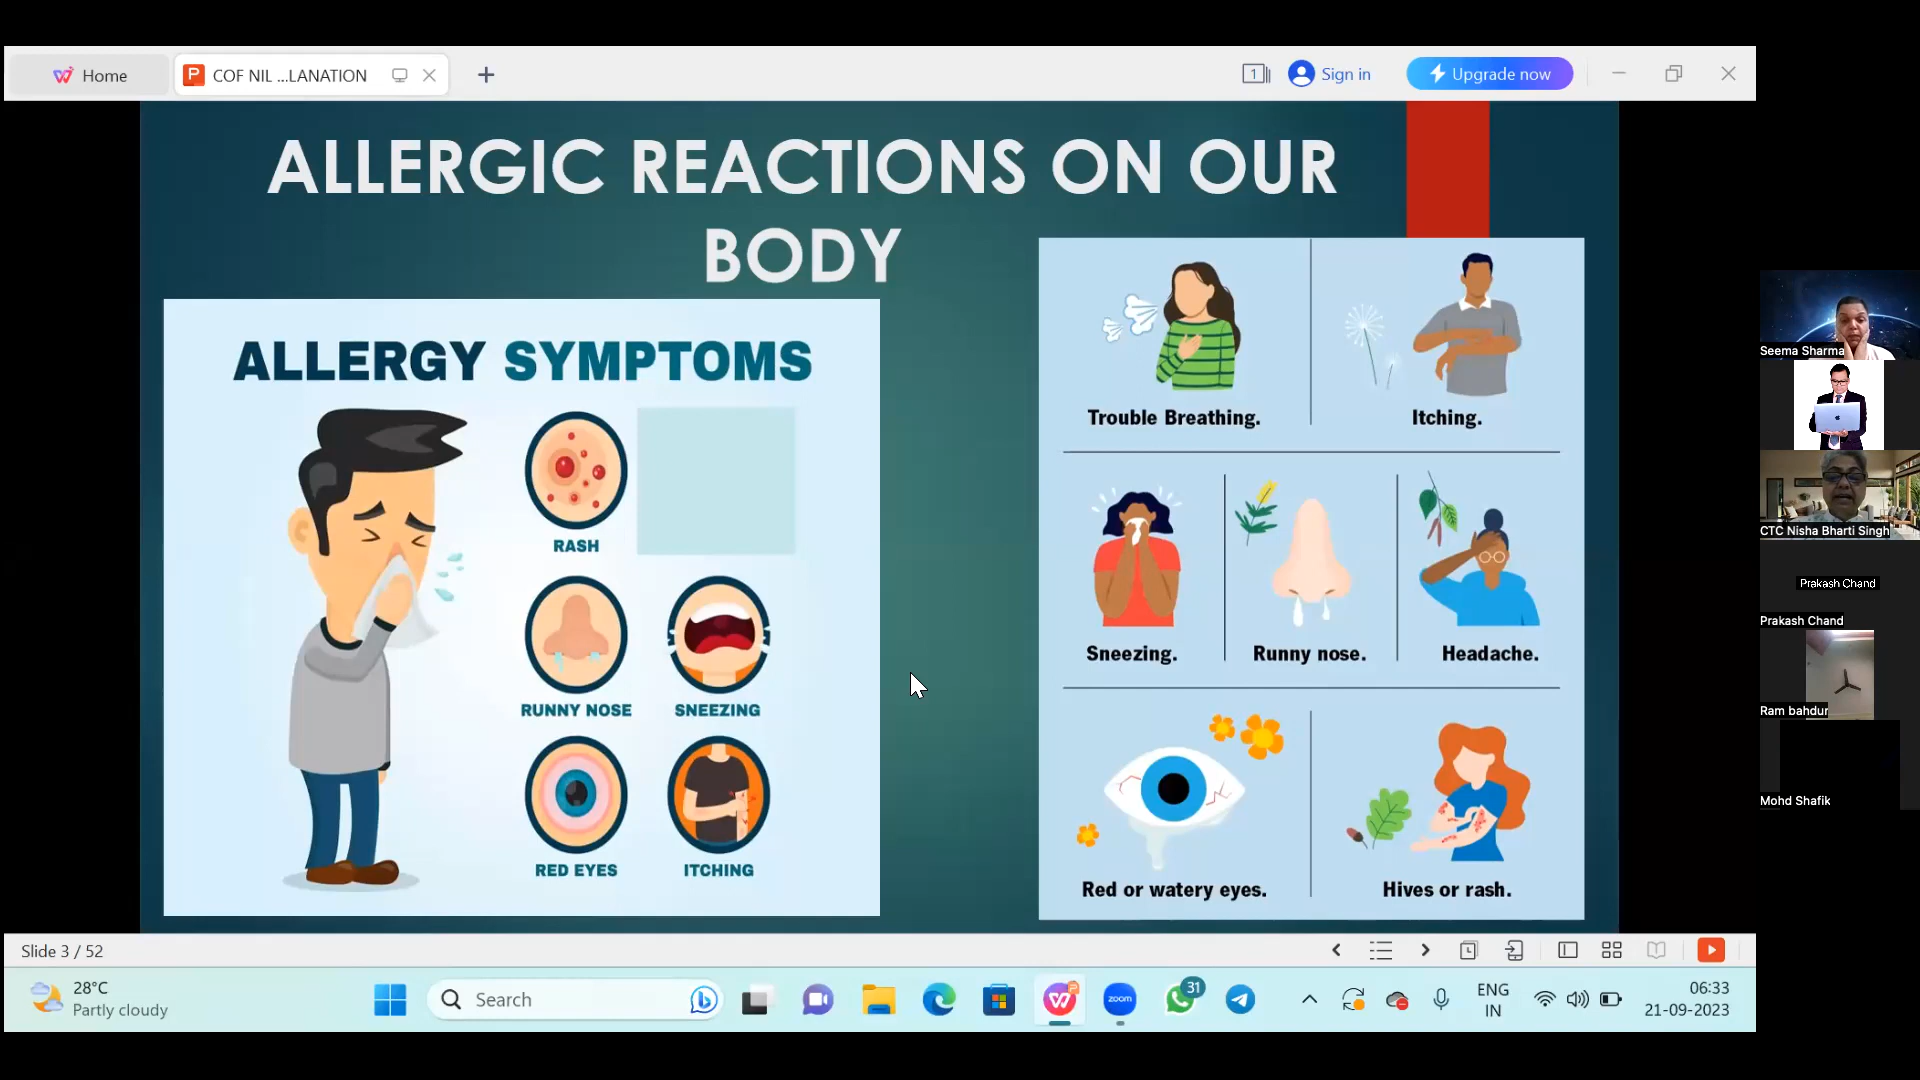 Home
COF NIL ...LANATION
1
Sign in
Upgrade now
ALLERGIC REACTIONS ON OUR
BODY
ALLERGY SYMPTOMS
RASH
RUNNY NOSE
SNEEZING
RED EYES
ITCHING
Trouble Breathing.
Itching.
Sneezing.
Runny nose.
Headache.
Red or watery eyes.
Hives or rash.
Seema Sharma
CTC Nisha Bharti Singh
Prakash Chand
Prakash Chand
Ram bahdur
Mohd Shafik
Slide 3 / 52
28°C
Partly cloudy
Search
zoom
31
ENG
IN
06:33
21-09-2023